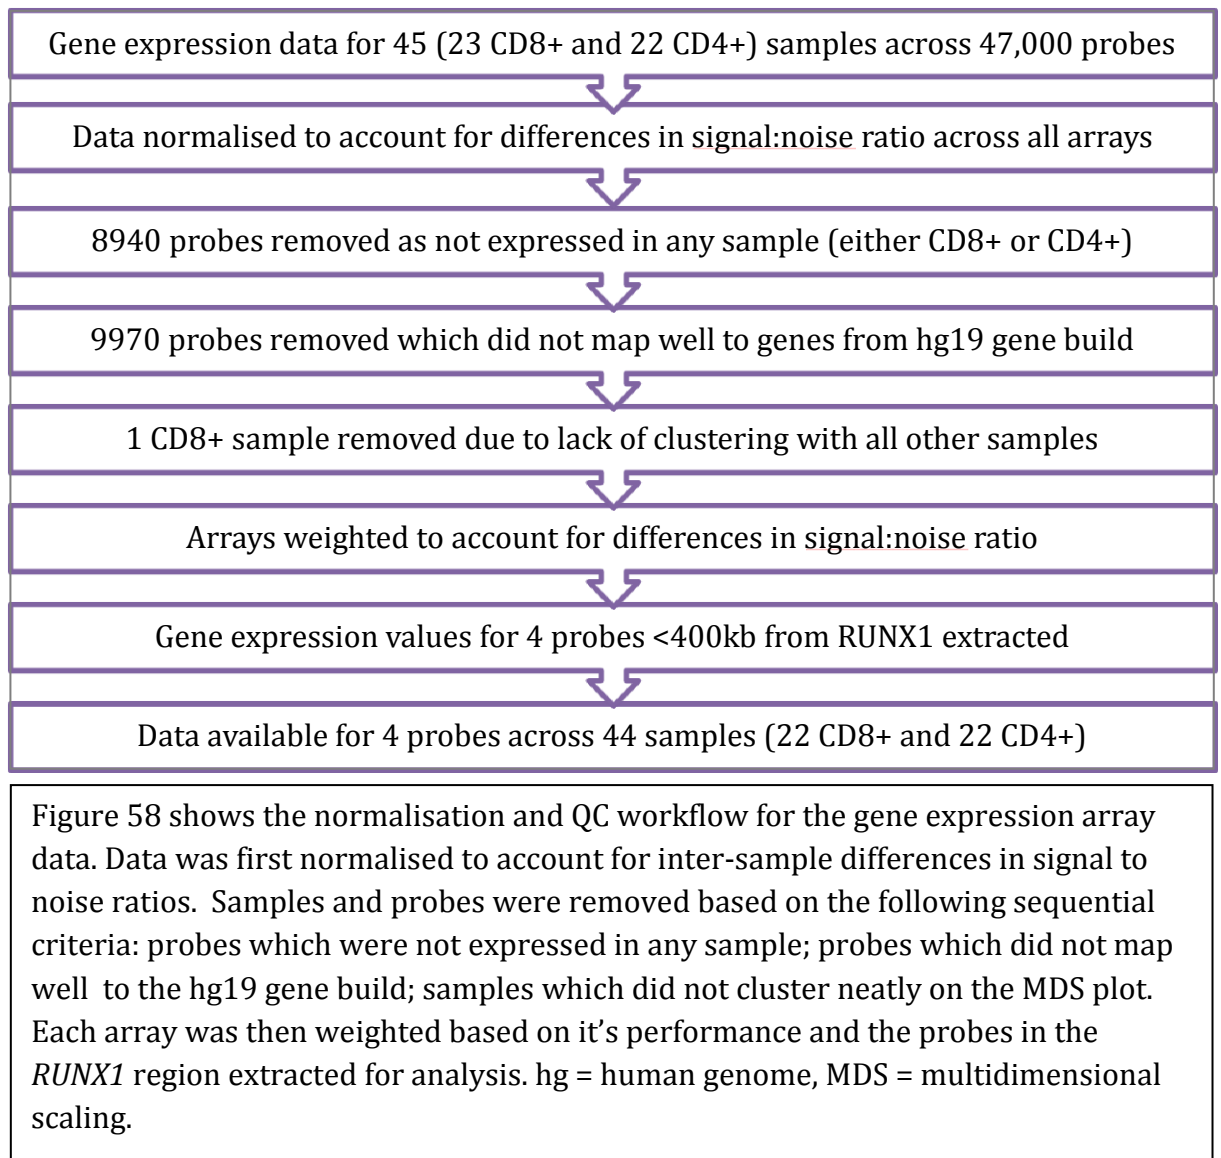 Gene expression data for 45 (23 CD8+ and 22 CD4+) samples across 47,000 probes
Data normalised to account for differences in signal:noise ratio across all arrays
8940 probes removed as not expressed in any sample (either CD8+ or CD4+)
9970 probes removed which did not map well to genes from hg19 gene build
1 CD8+ sample removed due to lack of clustering with all other samples
Arrays weighted to account for differences in signal:noise ratio
Gene expression values for 4 probes <400kb from RUNX1 extracted
Data available for 4 probes across 44 samples (22 CD8+ and 22 CD4+)
Figure 58 shows the normalisation and QC workflow for the gene expression array
data. Data was first normalised to account for inter-sample differences in signal to
noise ratios.  Samples and probes were removed based on the following sequential
criteria: probes which were not expressed in any sample; probes which did not map
well  to the hg19 gene build; samples which did not cluster neatly on the MDS plot.
Each array was then weighted based on it’s performance and the probes in the
RUNX1 region extracted for analysis. hg = human genome, MDS = multidimensional
scaling.